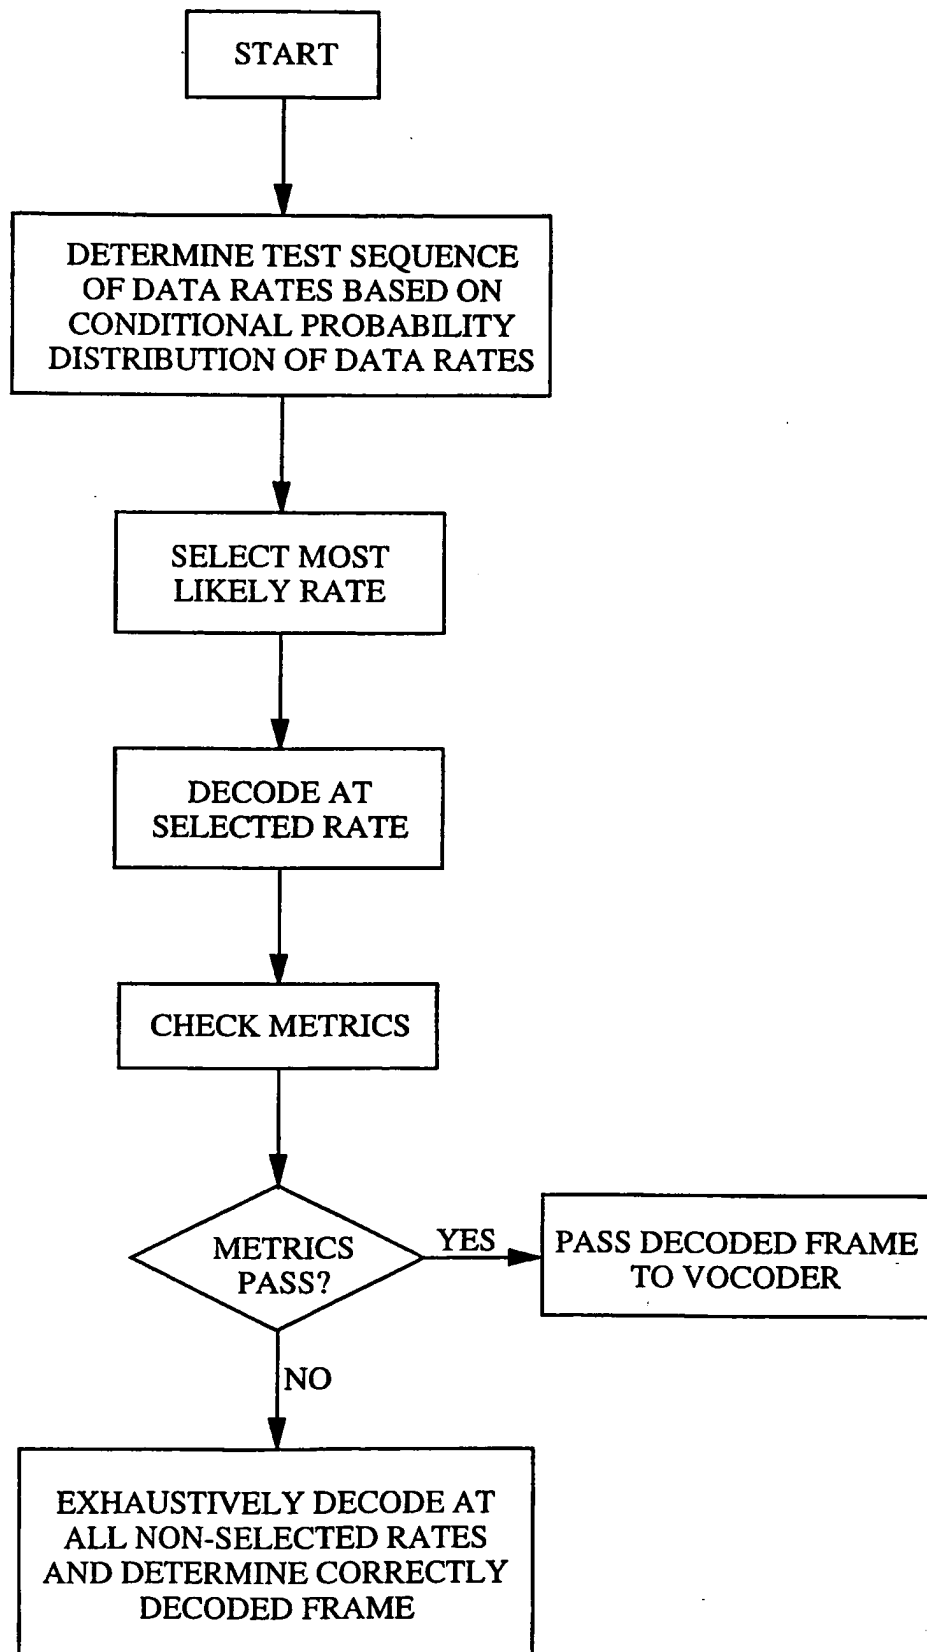 START
DETERMINE TEST SEQUENCE
OF DATA RATES BASED ON
CONDITIONAL PROBABILITY
DISTRIBUTION OF DATA RATES
SELECT MOST
LIKELY RATE
DECODE AT
SELECTED RATE
CHECK METRICS
METRICS
PASS?
YES
PASS DECODED FRAME
TO VOCODER
NO
EXHAUSTIVELY DECODE AT
ALL NON-SELECTED RATES
AND DETERMINE CORRECTLY
DECODED FRAME